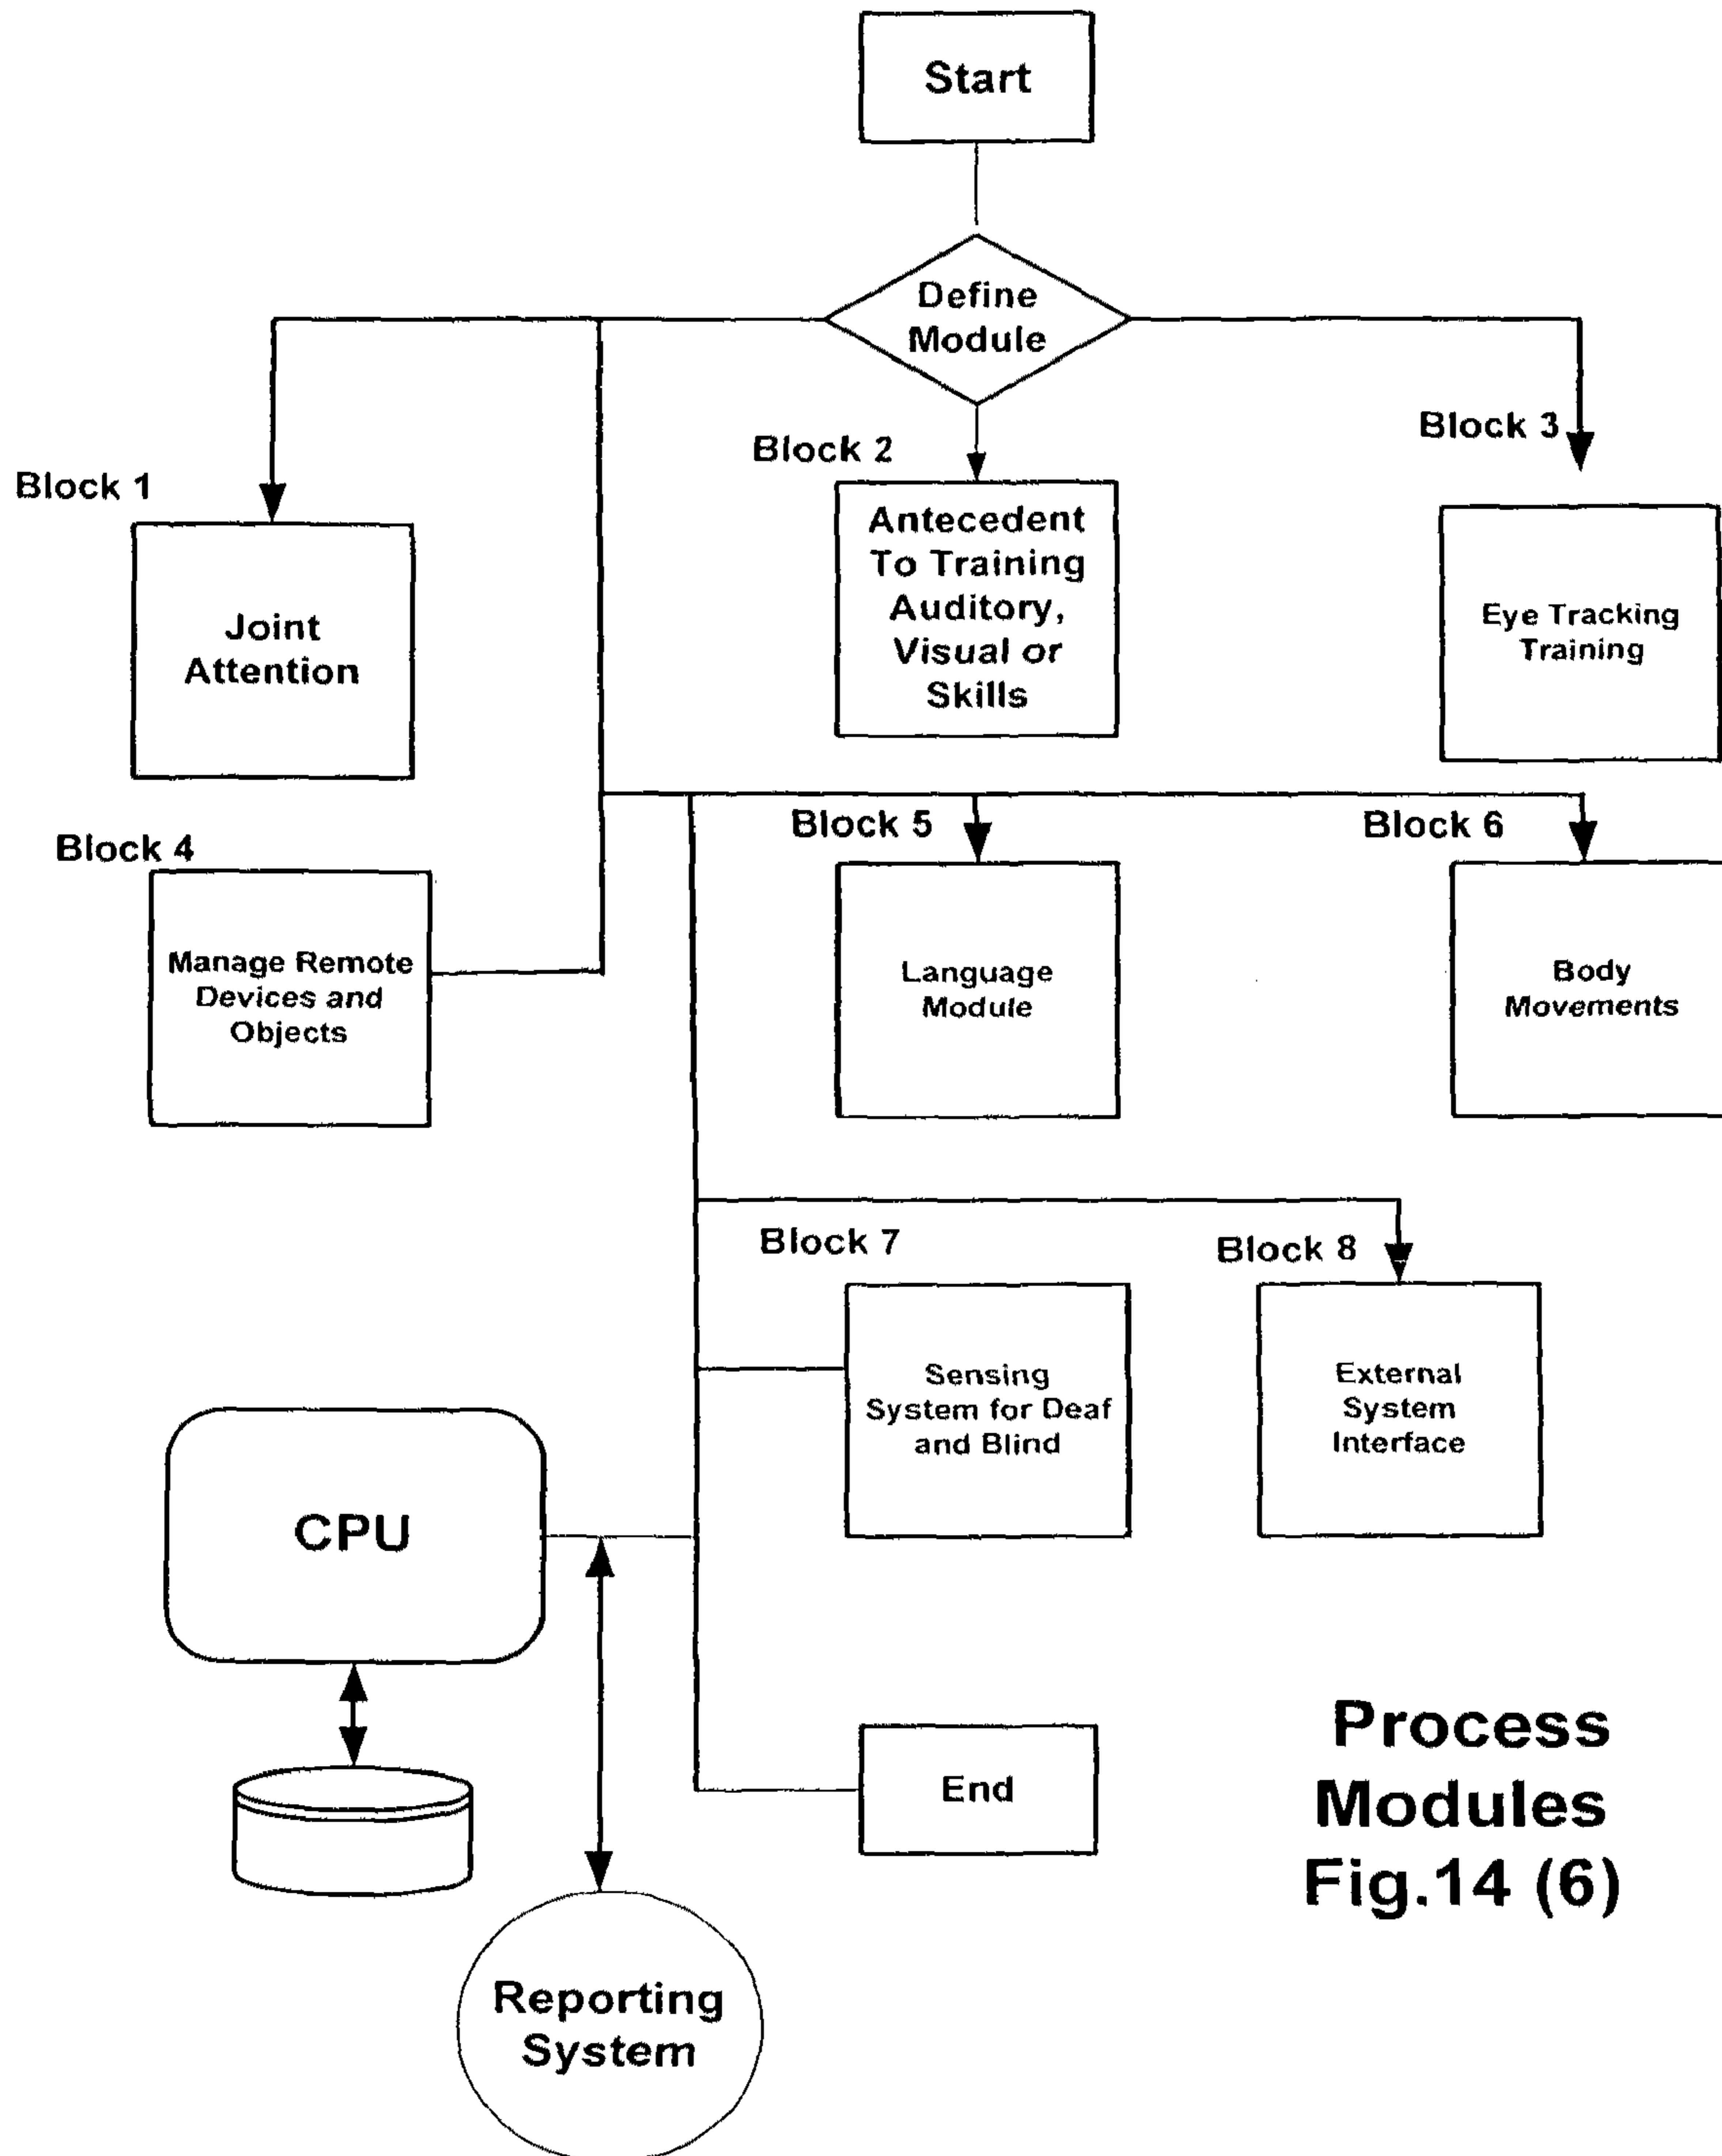 Start
Define
Module
Block 1
Joint
Attention
Block 2
Antecedent
To Training
Auditory,
Visual or
Skills
Block 3
Eye Tracking
Training
Block 4
Manage Remote
Devices and
Objects
Block 5
Language
Module
Block 6
Body
Movements
Block 7
Sensing
System for Deaf
and Blind
Block 8
External
System
Interface
CPU
End
Reporting
System
Process
Modules
Fig.14 (6)